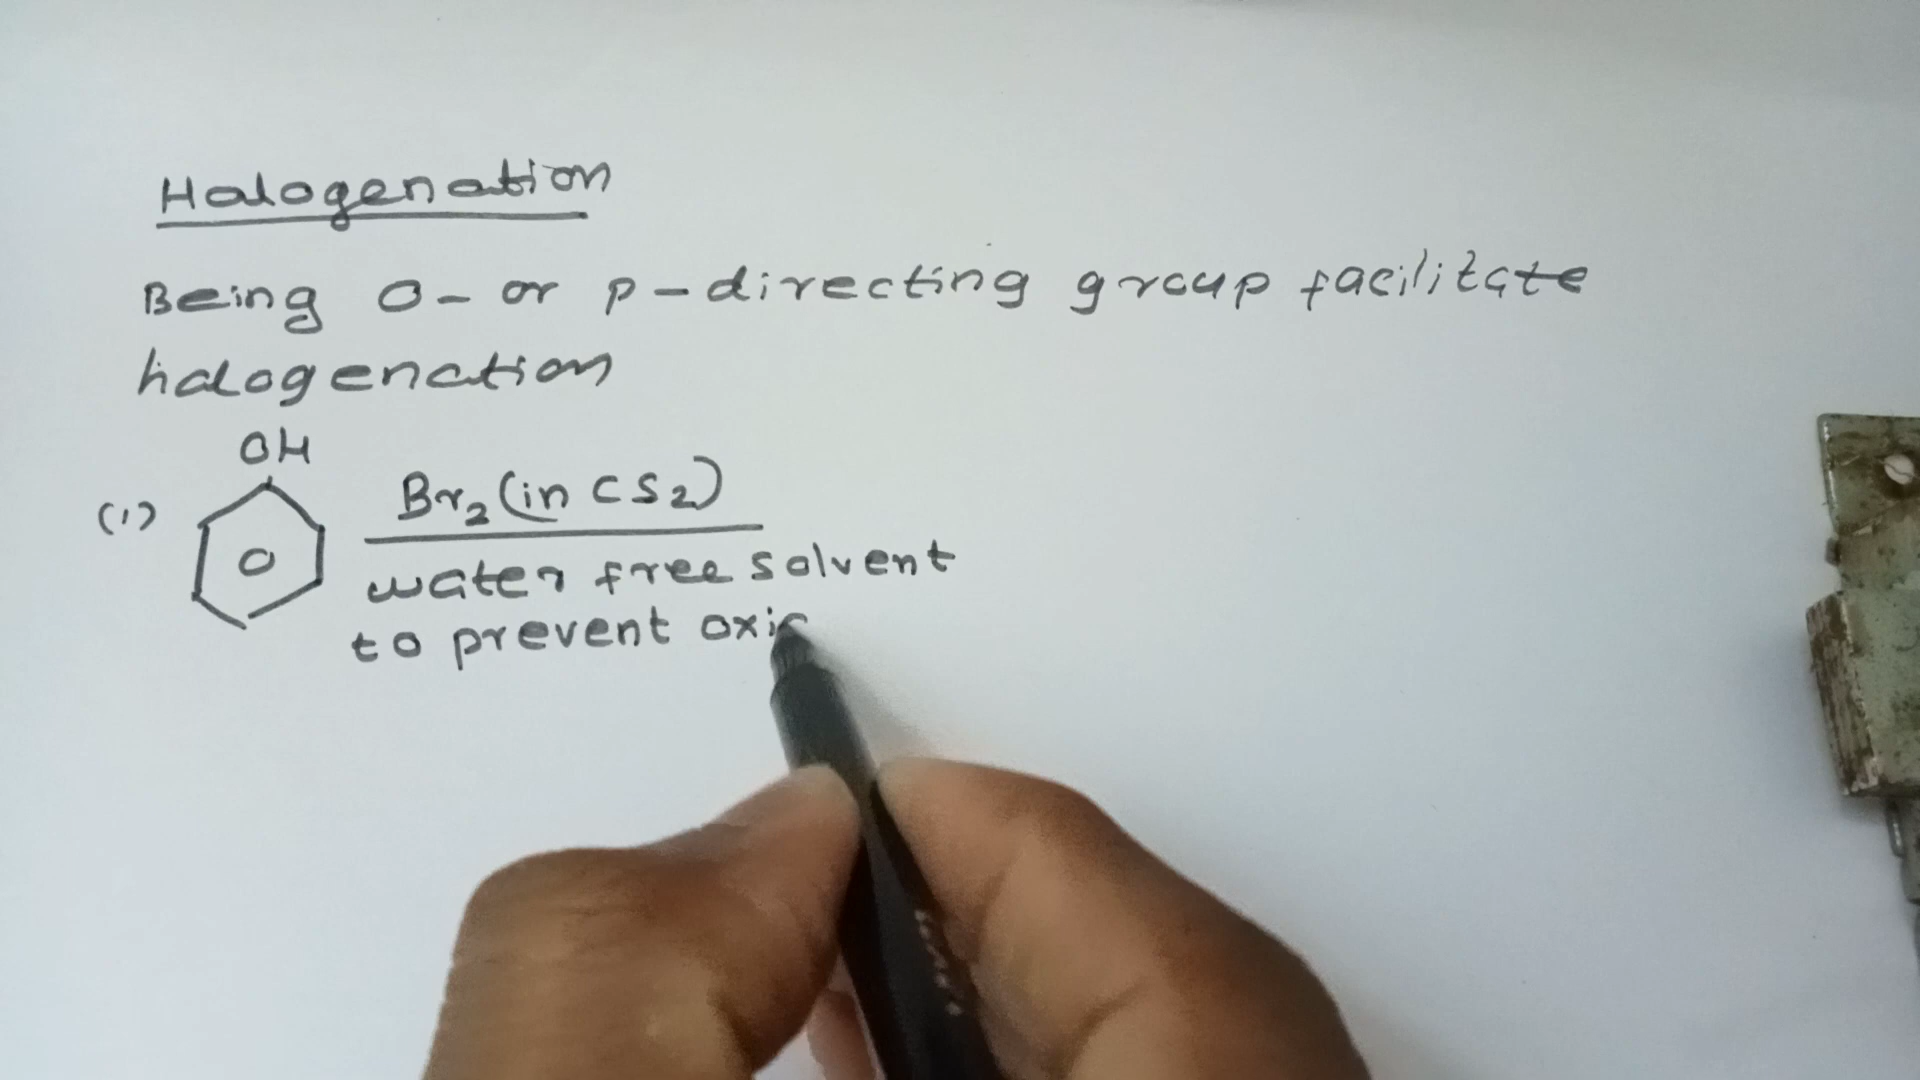 Halogenation
Being o- or p-directing group facilitate
halogenation
OH
(1)
Br2 (in CS2)
water free solvent
to prevent oxi